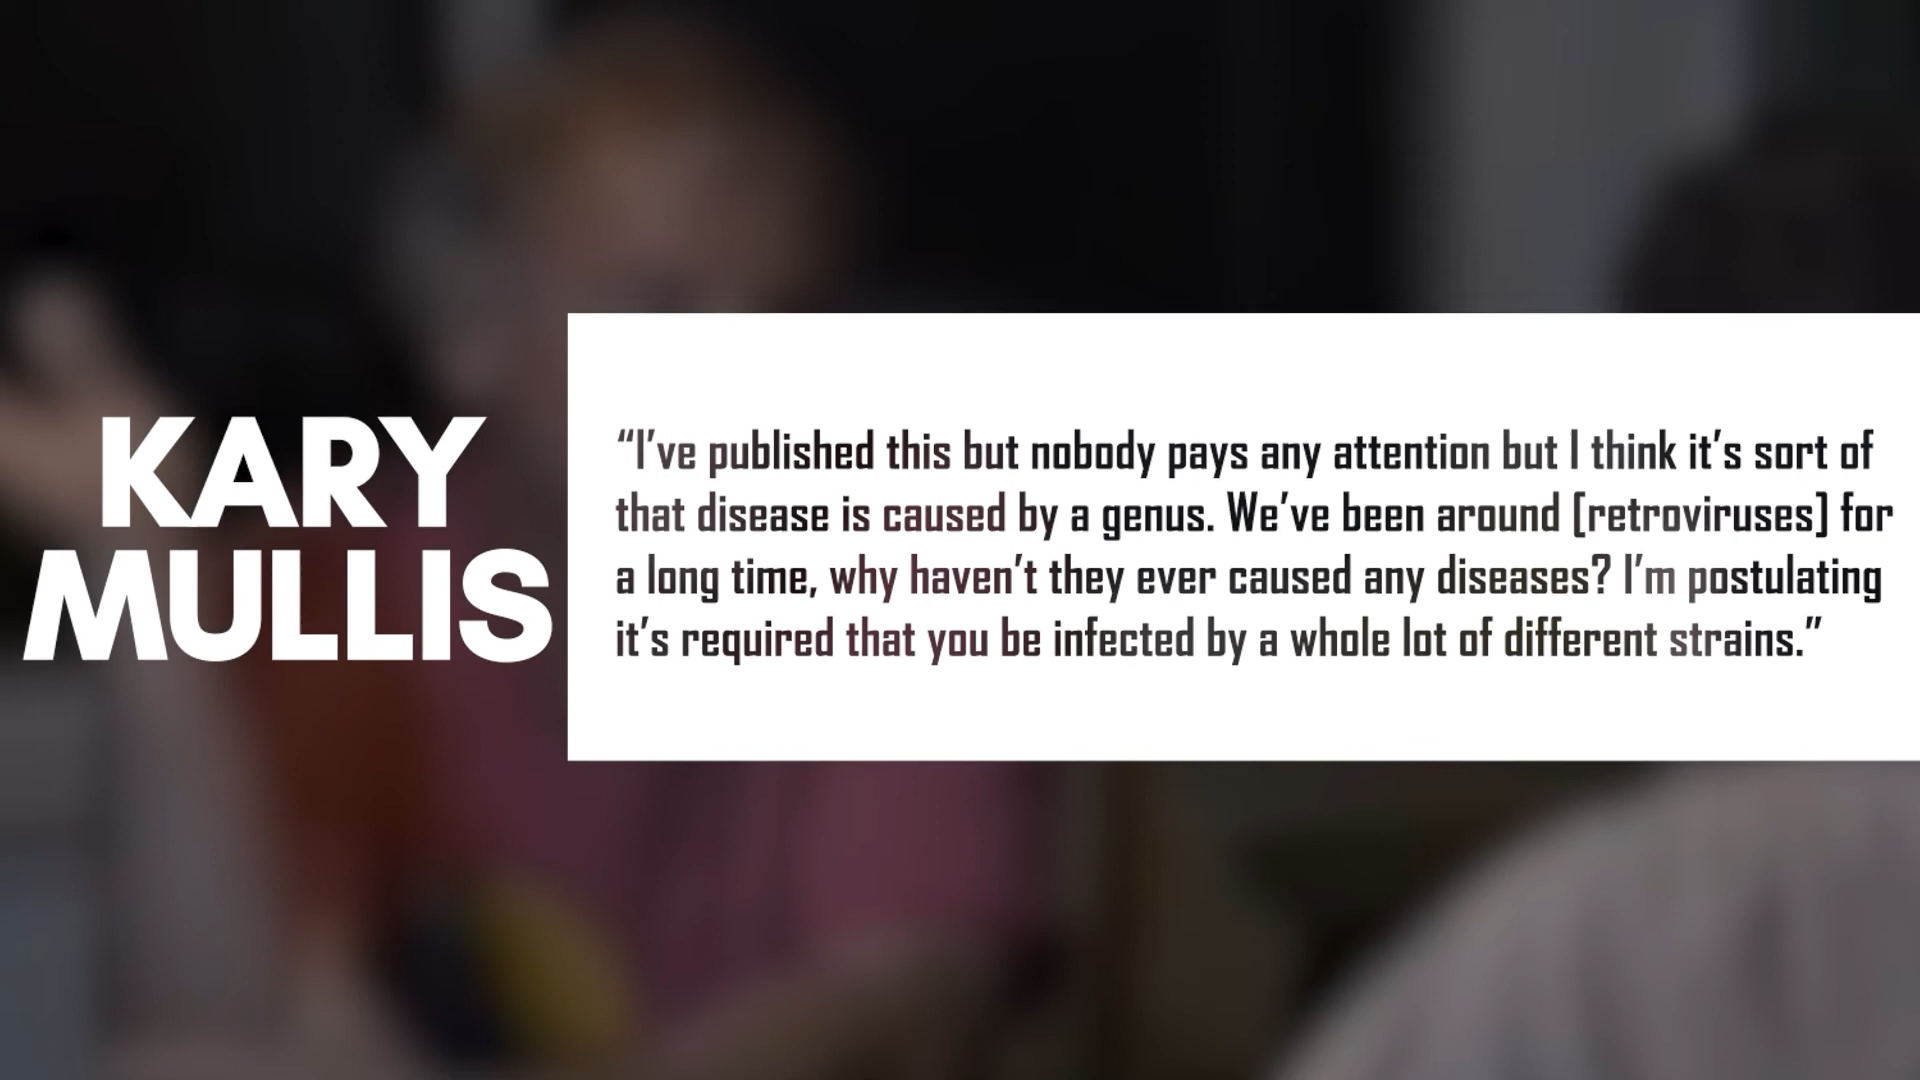 KARY
MULLIS
“I’ve published this but nobody pays any attention but I think it’s sort of
that disease is caused by a genus. We’ve been around [retroviruses] for
a long time, why haven’t they ever caused any diseases? I’m postulating
it’s required that you be infected by a whole lot of different strains.”